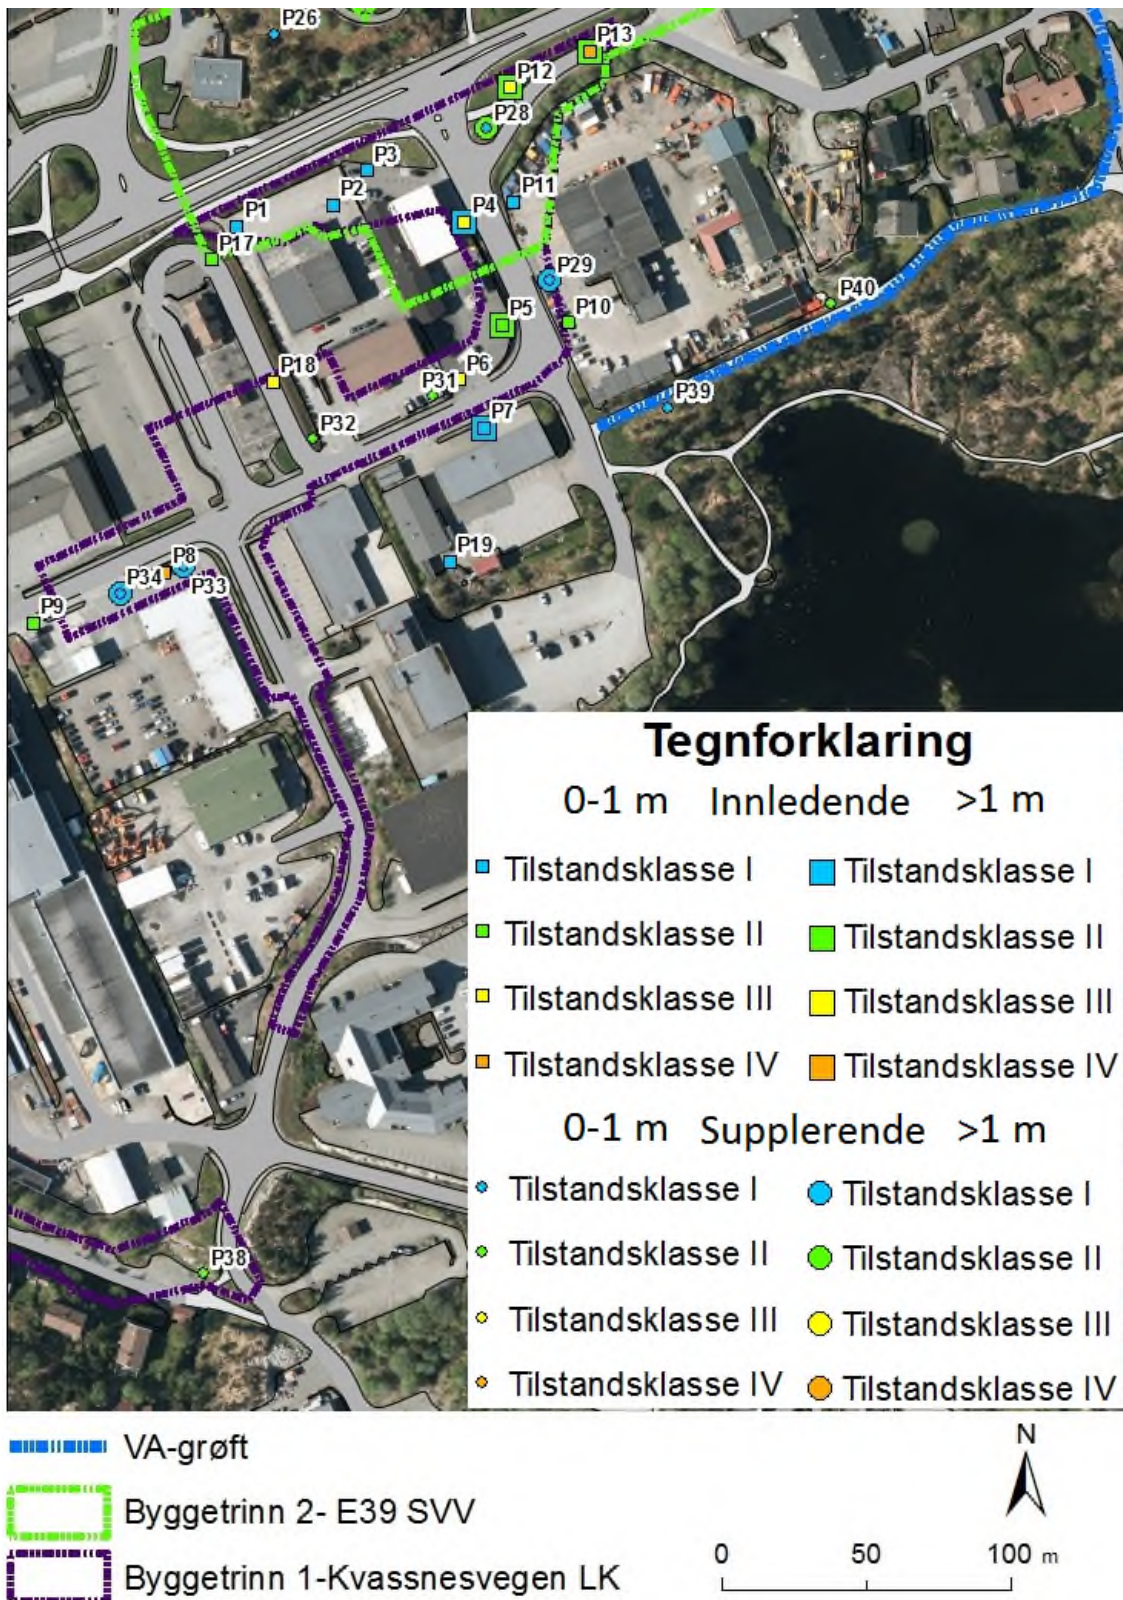 P26
P13
P12
P28
P3
P2
P11
P1
P4
P17
P29
P40
P10
P5
P18
P6
P31
P39
P7
P32
P19
P8
P34
P33
P9
Tegnforklaring
0-1 m Innledende >1 m
Tilstandsklasse I Tilstandsklasse I
Tilstandsklasse II Tilstandsklasse II
Tilstandsklasse III Tilstandsklasse III
Tilstandsklasse IV Tilstandsklasse IV
0-1 m Supplerende >1 m
Tilstandsklasse I Tilstandsklasse I
Tilstandsklasse II Tilstandsklasse II
Tilstandsklasse III Tilstandsklasse III
Tilstandsklasse IV Tilstandsklasse IV
P38
VA-grøft
Byggetrinn 2- E39 SVV
Byggetrinn 1-Kvassnesvegen LK
N
0 50 100 m